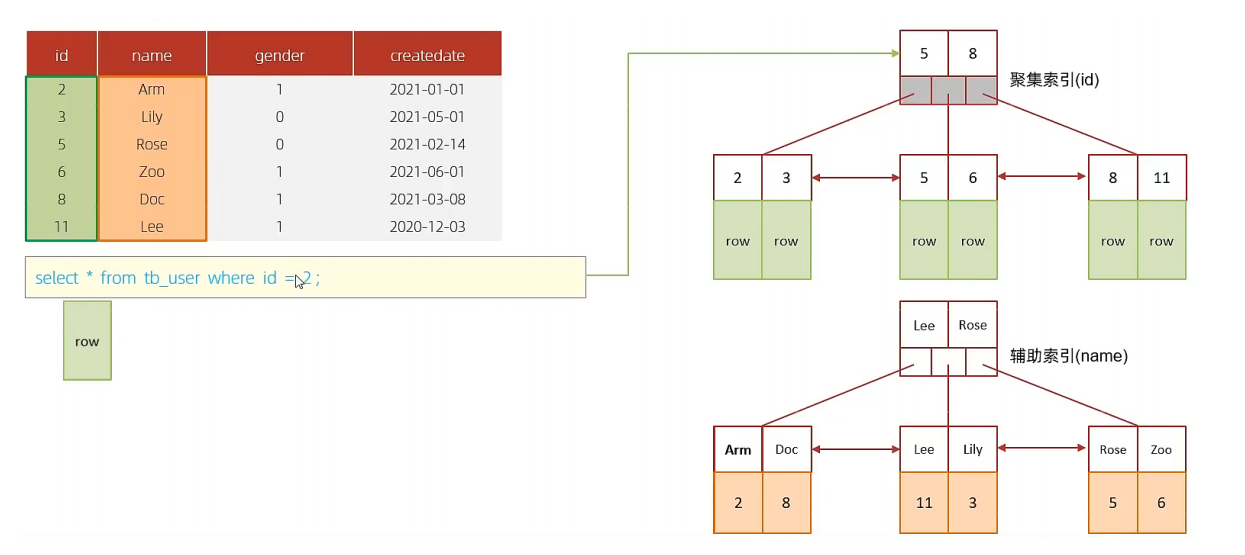 id name gender createdate
2 Arm 1 2021-01-01
3 Lily 0 2021-05-01
5 Rose 0 2021-02-14
6 Zoo 1 2021-06-01
8 Doc 1 2021-03-08
11 Lee 1 2020-12-03
select * from tb_user where id = 2 ;
row
5 8
聚集索引(id)
2 3 5 6 8 11
row row row row row row
Lee Rose
辅助索引(name)
Arm Doc Lee Lily Rose Zoo
2 8 11 3 5 6